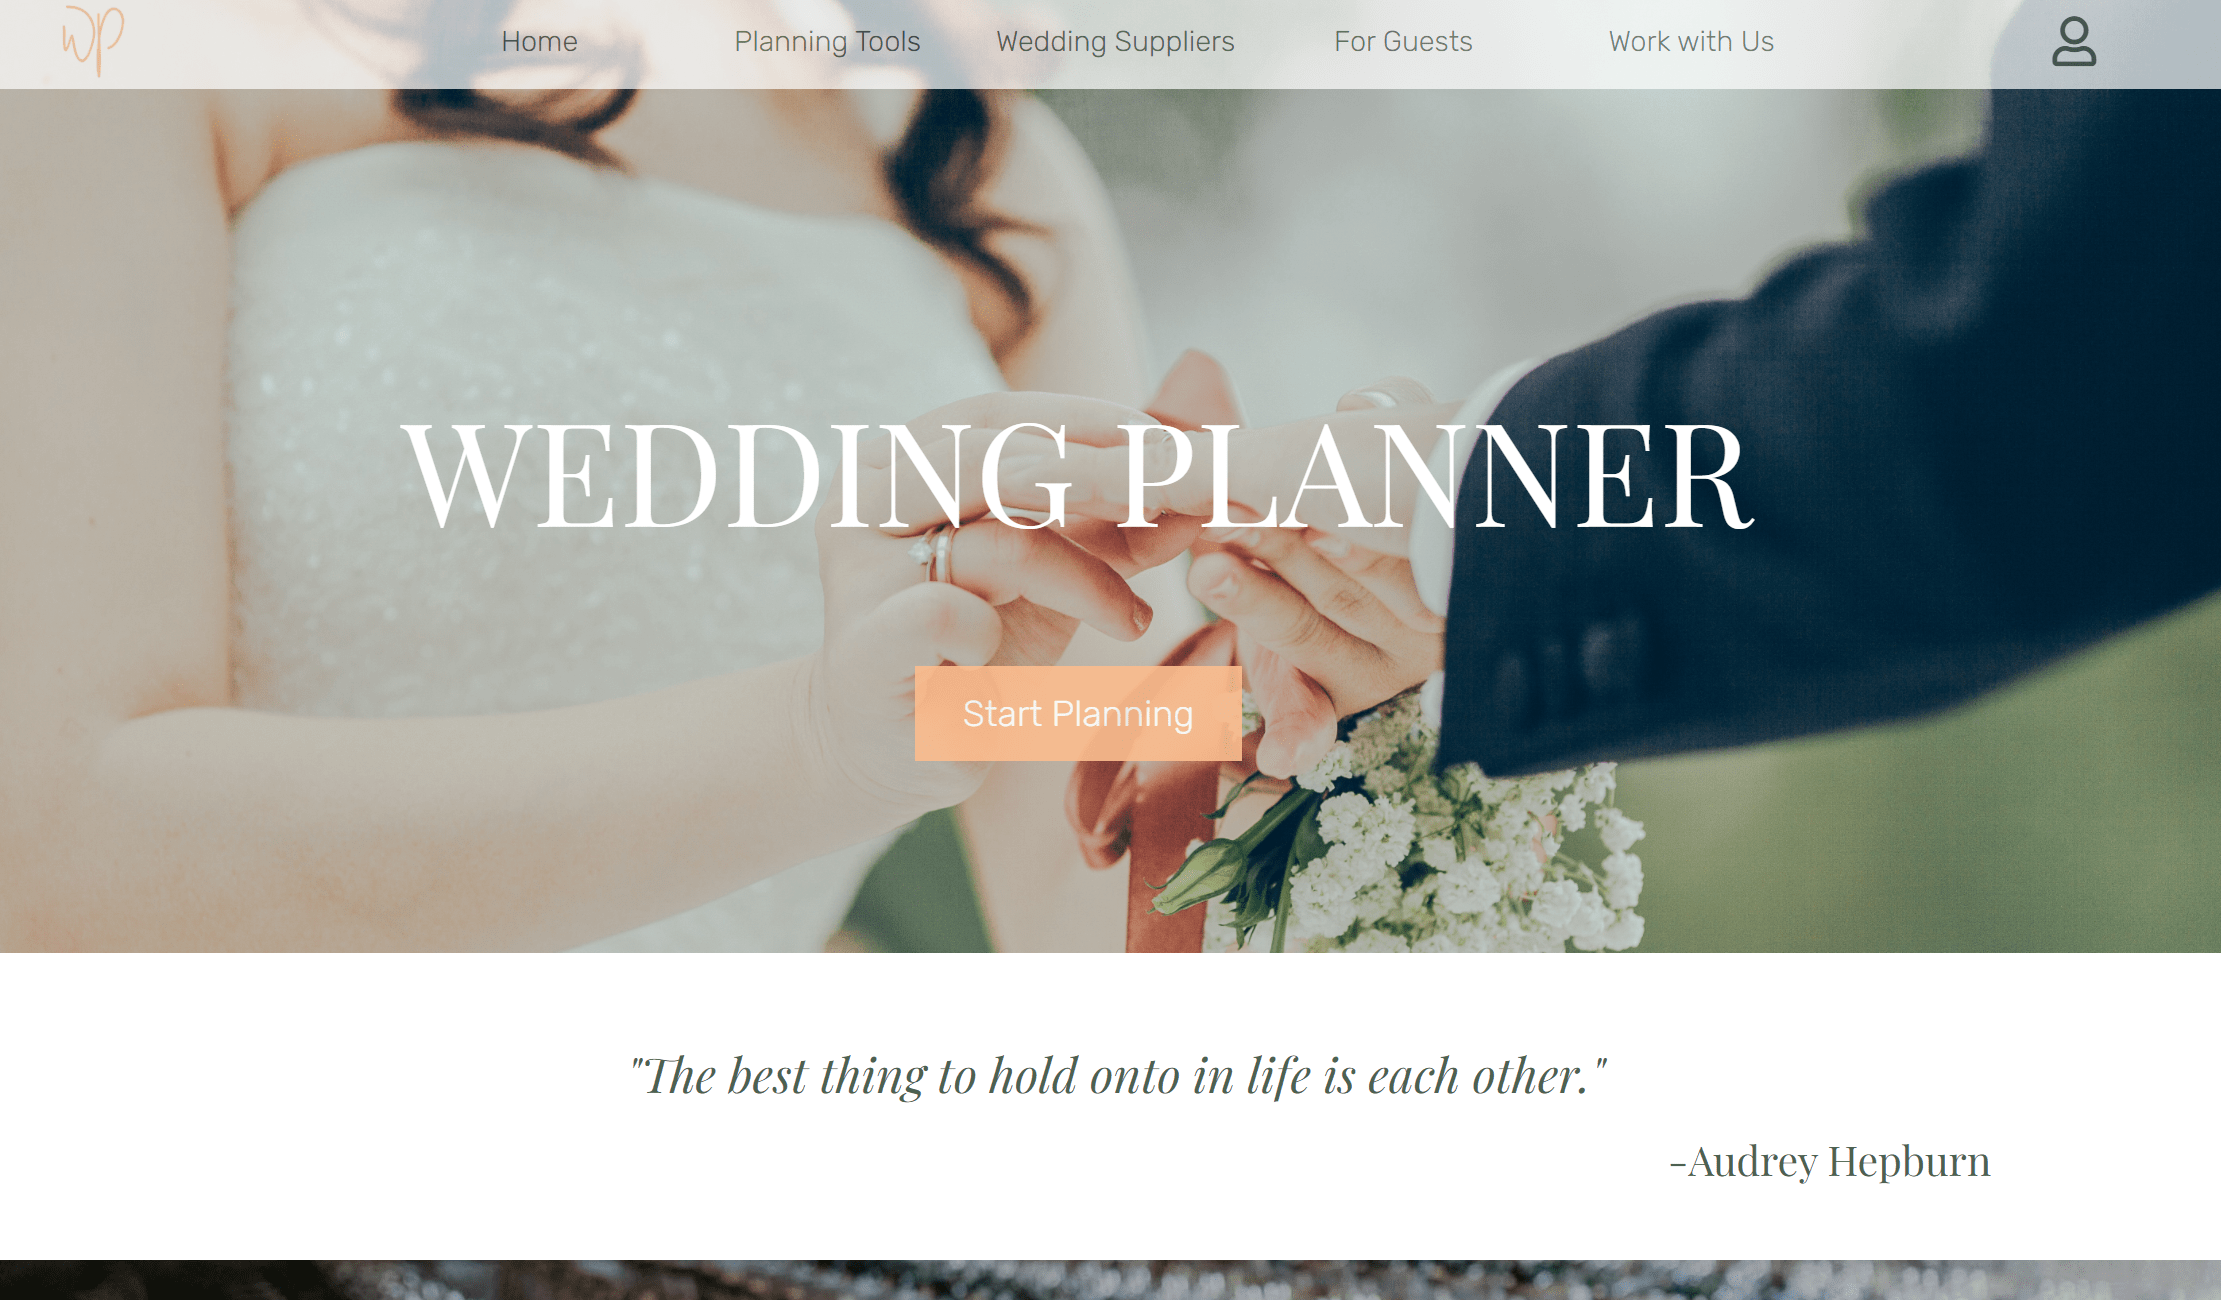 WP
Home Planning Tools Wedding Suppliers For Guests Work with Us
WEDDING PLANNER
Start Planning
"The best thing to hold onto in life is each other."
-Audrey Hepburn